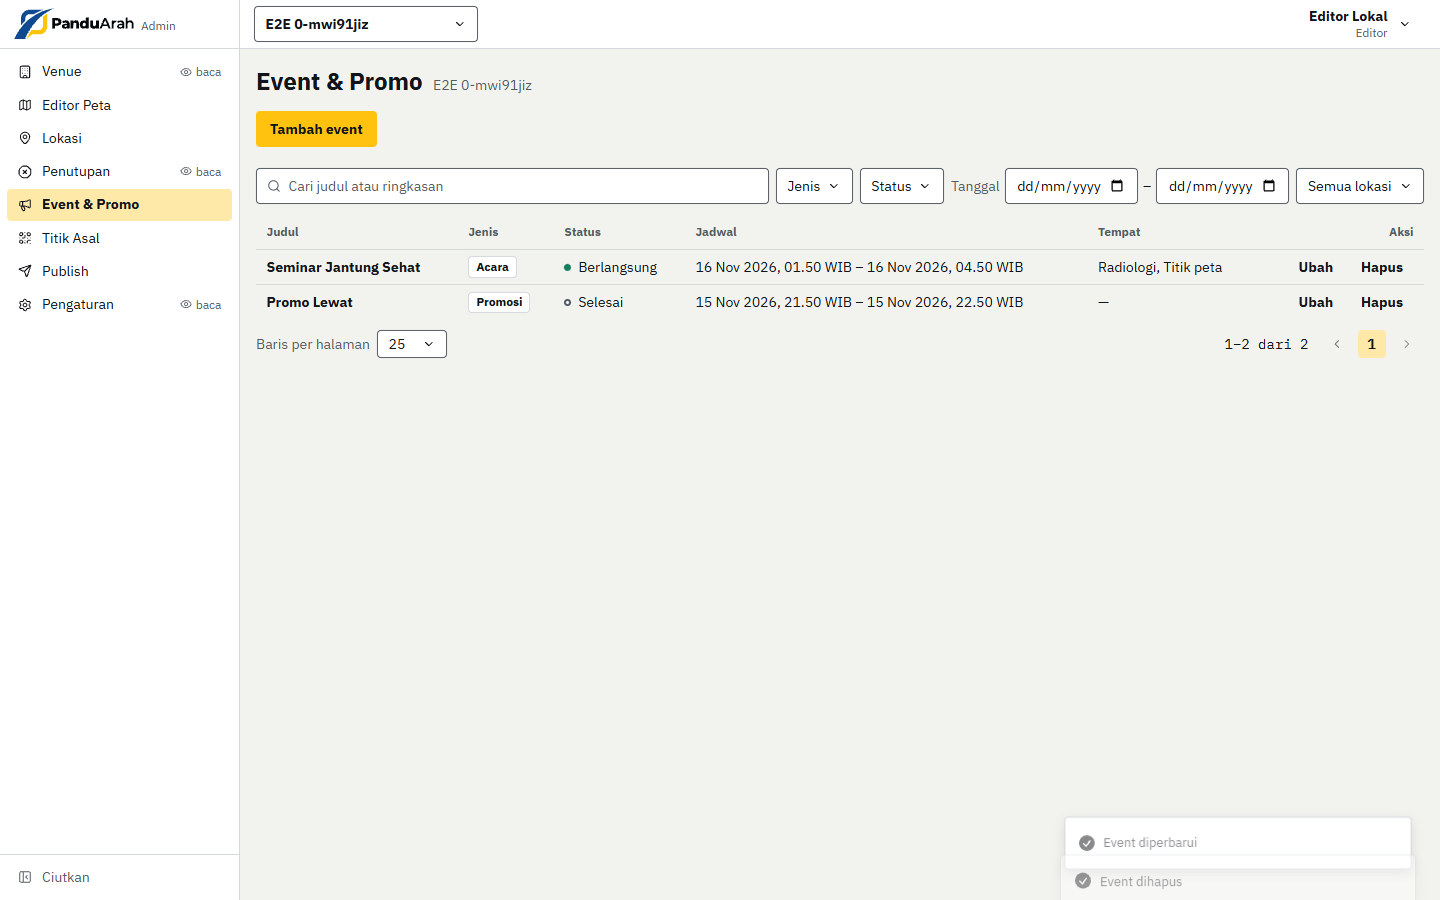 PanduArah Admin
E2E 0-mwi91jiz
Editor Lokal
Editor
Venue baca
Editor Peta
Lokasi
Penutupan baca
Event & Promo
Titik Asal
Publish
Pengaturan baca
Ciutkan
Event & Promo E2E 0-mwi91jiz
Tambah event
Cari judul atau ringkasan Jenis Status Tanggal dd/mm/yyyy – dd/mm/yyyy Semua lokasi
Judul Jenis Status Jadwal Tempat Aksi
Seminar Jantung Sehat Acara Berlangsung 16 Nov 2026, 01.50 WIB – 16 Nov 2026, 04.50 WIB Radiologi, Titik peta Ubah Hapus
Promo Lewat Promosi Selesai 15 Nov 2026, 21.50 WIB – 15 Nov 2026, 22.50 WIB — Ubah Hapus
Baris per halaman 25 1–2 dari 2 1
Event diperbarui
Event dihapus